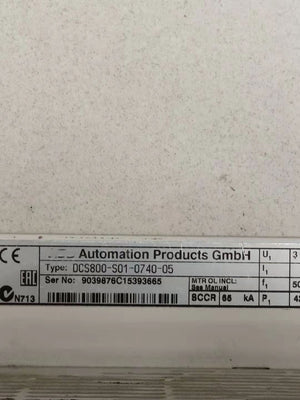 CE Automation Products GmbH U1 3
I1
Type: DCS800-S01-0740-05
EAC Ser No: 9039876C15393665 MTR OL INCL: f1 50
See Manual
N713 SCCR 65 kA P1